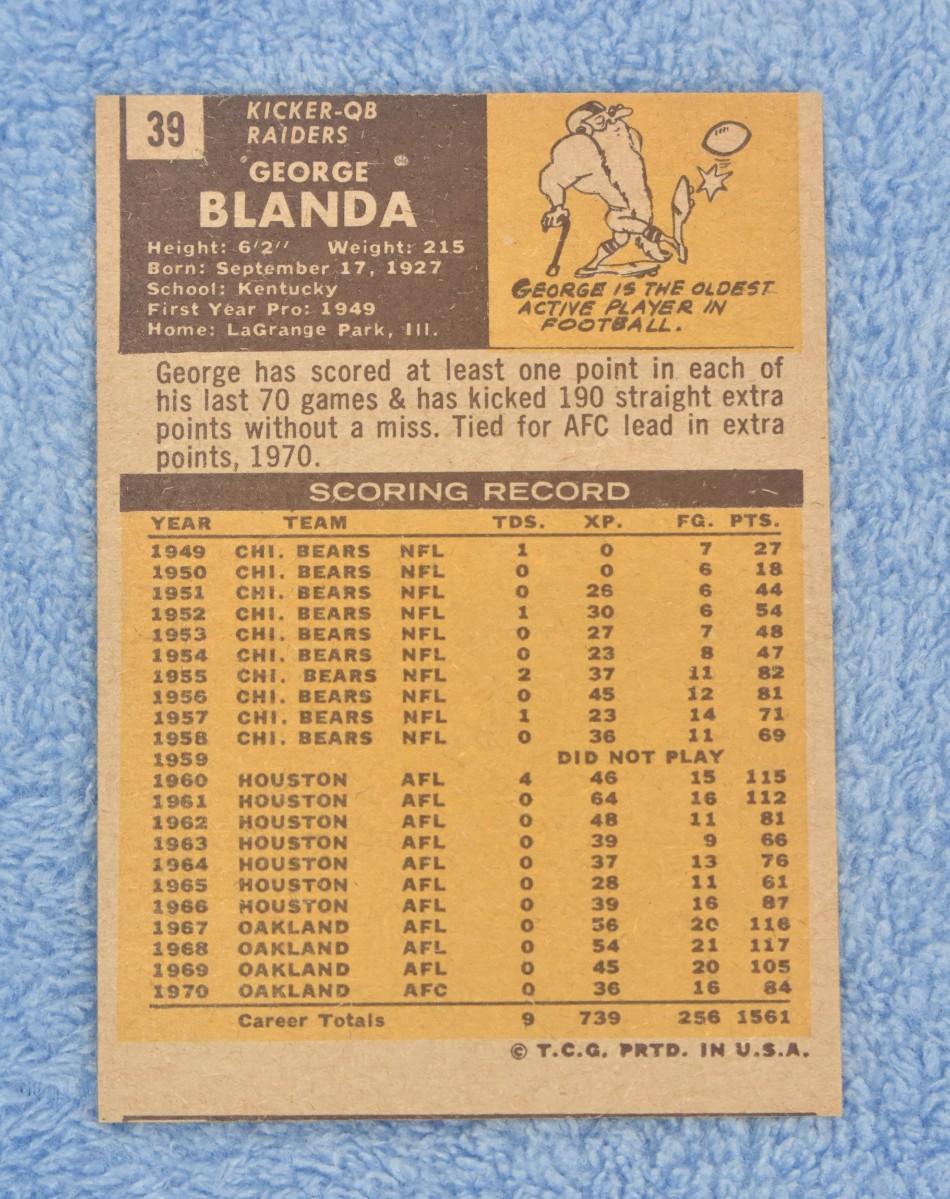 39
KICKER-QB
RAIDERS
GEORGE
BLANDA
Height: 6'2" Weight: 215
Born: September 17, 1927
School: Kentucky
First Year Pro: 1949
Home: LaGrange Park, Ill.
GEORGE IS THE OLDEST
ACTIVE PLAYER IN
FOOTBALL.
George has scored at least one point in each of
his last 70 games & has kicked 190 straight extra
points without a miss. Tied for AFC lead in extra
points, 1970.
SCORING RECORD
YEAR TEAM TDS. XP. FG. PTS.
1949 CHI. BEARS NFL 1 0 7 27
1950 CHI. BEARS NFL 0 0 6 18
1951 CHI. BEARS NFL 0 26 6 44
1952 CHI. BEARS NFL 1 30 6 54
1953 CHI. BEARS NFL 0 27 7 48
1954 CHI. BEARS NFL 0 23 8 47
1955 CHI. BEARS NFL 2 37 11 82
1956 CHI. BEARS NFL 0 45 12 81
1957 CHI. BEARS NFL 1 23 14 71
1958 CHI. BEARS NFL 0 36 11 69
1959 DID NOT PLAY
1960 HOUSTON AFL 4 46 15 115
1961 HOUSTON AFL 0 64 16 112
1962 HOUSTON AFL 0 48 11 81
1963 HOUSTON AFL 0 39 9 66
1964 HOUSTON AFL 0 37 13 76
1965 HOUSTON AFL 0 28 11 61
1966 HOUSTON AFL 0 39 16 87
1967 OAKLAND AFL 0 56 20 116
1968 OAKLAND AFL 0 54 21 117
1969 OAKLAND AFL 0 45 20 105
1970 OAKLAND AFC 0 36 16 84
Career Totals 9 739 256 1561
© T.C.G. PRTD. IN U.S.A.